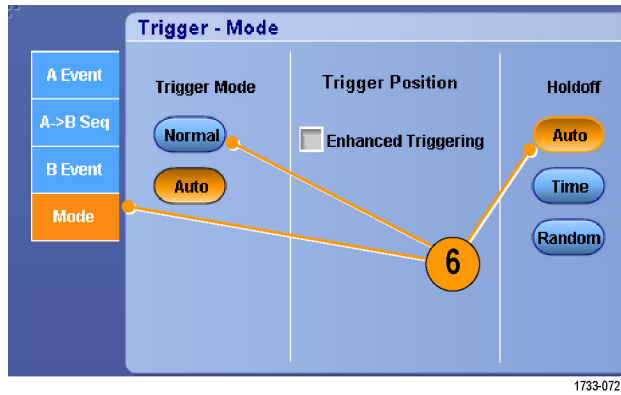 Trigger - Mode
A Event
A->B Seq
B Event
Mode
Trigger Mode
Normal
Auto
Trigger Position
Enhanced Triggering
Holdoff
Auto
Time
Random
6
1733-072